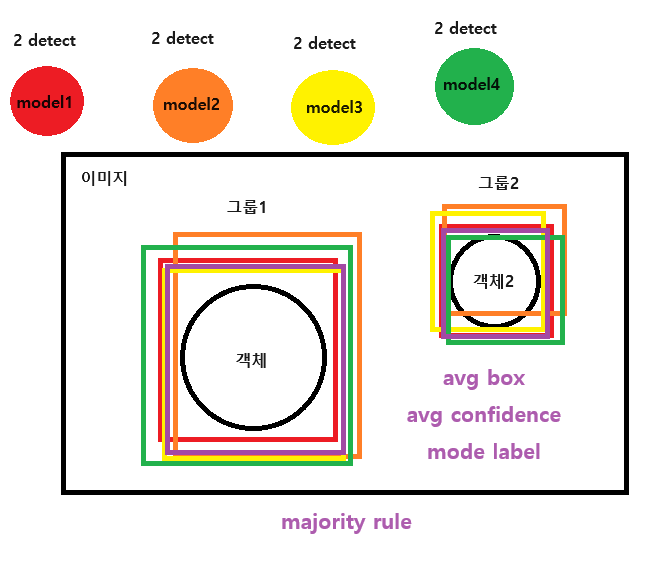 2 detect
2 detect
2 detect
2 detect
model1
model2
model3
model4
이미지
그룹1
그룹2
객체
객체2
avg box
avg confidence
mode label
majority rule